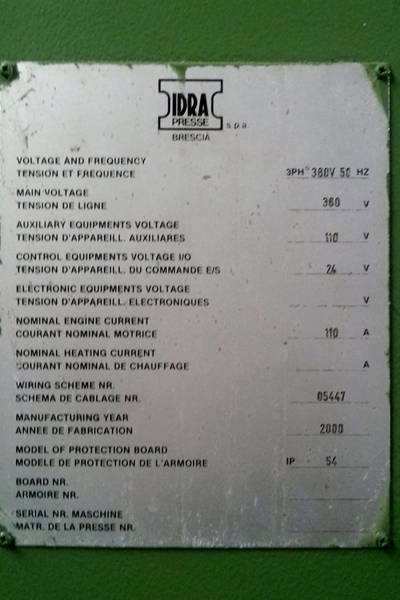 IDRA
PRESSE s.p.a.
BRESCIA
VOLTAGE AND FREQUENCY
TENSION ET FREQUENCE 3PH~ 380V 50 HZ
MAIN VOLTAGE
TENSION DE LIGNE 360 V
AUXILIARY EQUIPMENTS VOLTAGE
TENSION D'APPAREILL. AUXILIARES 110 V
CONTROL EQUIPMENTS VOLTAGE I/O
TENSION D'APPAREILL. DU COMMANDE E/S 24 V
ELECTRONIC EQUIPMENTS VOLTAGE
TENSION D'APPAREILL. ELECTRONIQUES V
NOMINAL ENGINE CURRENT
COURANT NOMINAL MOTRICE 110 A
NOMINAL HEATING CURRENT
COURANT NOMINAL DE CHAUFFAGE A
WIRING SCHEME NR.
SCHEMA DE CABLAGE NR. 05447
MANUFACTURING YEAR
ANNEE DE FABRICATION 2000
MODEL OF PROTECTION BOARD
MODELE DE PROTECTION DE L'ARMOIRE IP 54
BOARD NR.
ARMOIRE NR.
SERIAL NR. MASCHINE
MATR. DE LA PRESSE NR.